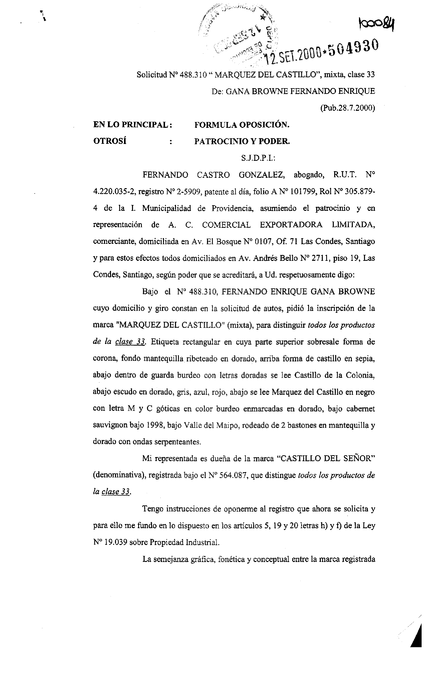 10084
12.SET.2000*504930
Solicitud Nº 488.310 “ MARQUEZ DEL CASTILLO”, mixta, clase 33
De: GANA BROWNE FERNANDO ENRIQUE
(Pub.28.7.2000)
EN LO PRINCIPAL : FORMULA OPOSICIÓN.
OTROSÍ : PATROCINIO Y PODER.
S.J.D.P.I.:
FERNANDO CASTRO GONZALEZ, abogado, R.U.T. Nº
4.220.035-2, registro Nº 2-5909, patente al día, folio A Nº 101799, Rol Nº 305.879-
4 de la I. Municipalidad de Providencia, asumiendo el patrocinio y en
representación de A. C. COMERCIAL EXPORTADORA LIMITADA,
comerciante, domiciliada en Av. El Bosque Nº 0107, Of. 71 Las Condes, Santiago
y para estos efectos todos domiciliados en Av. Andrés Bello Nº 2711, piso 19, Las
Condes, Santiago, según poder que se acreditará, a Ud. respetuosamente digo:
Bajo el Nº 488.310, FERNANDO ENRIQUE GANA BROWNE
cuyo domicilio y giro constan en la solicitud de autos, pidió la inscripción de la
marca "MARQUEZ DEL CASTILLO" (mixta), para distinguir todos los productos
de la clase 33. Etiqueta rectangular en cuya parte superior sobresale forma de
corona, fondo mantequilla ribeteado en dorado, arriba forma de castillo en sepia,
abajo dentro de guarda burdeo con letras doradas se lee Castillo de la Colonia,
abajo escudo en dorado, gris, azul, rojo, abajo se lee Marquez del Castillo en negro
con letra M y C góticas en color burdeo enmarcadas en dorado, bajo cabernet
sauvignon bajo 1998, bajo Valle del Maipo, rodeado de 2 bastones en mantequilla y
dorado con ondas serpenteantes.
Mi representada es dueña de la marca “CASTILLO DEL SEÑOR”
(denominativa), registrada bajo el Nº 564.087, que distingue todos los productos de
la clase 33.
Tengo instrucciones de oponerme al registro que ahora se solicita y
para ello me fundo en lo dispuesto en los artículos 5, 19 y 20 letras h) y f) de la Ley
Nº 19.039 sobre Propiedad Industrial.
La semejanza gráfica, fonética y conceptual entre la marca registrada